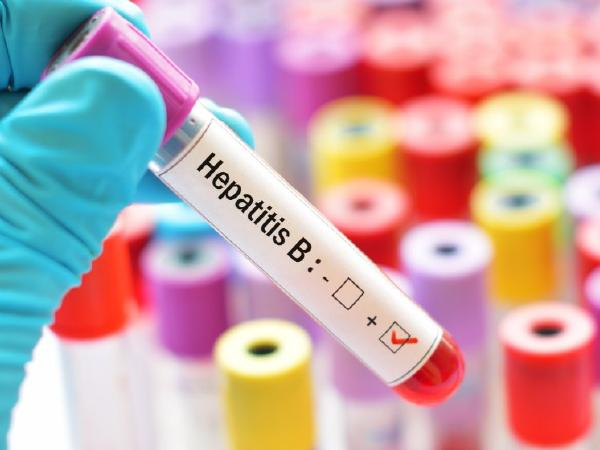 Hepatitis B : - ☐
+ ☑